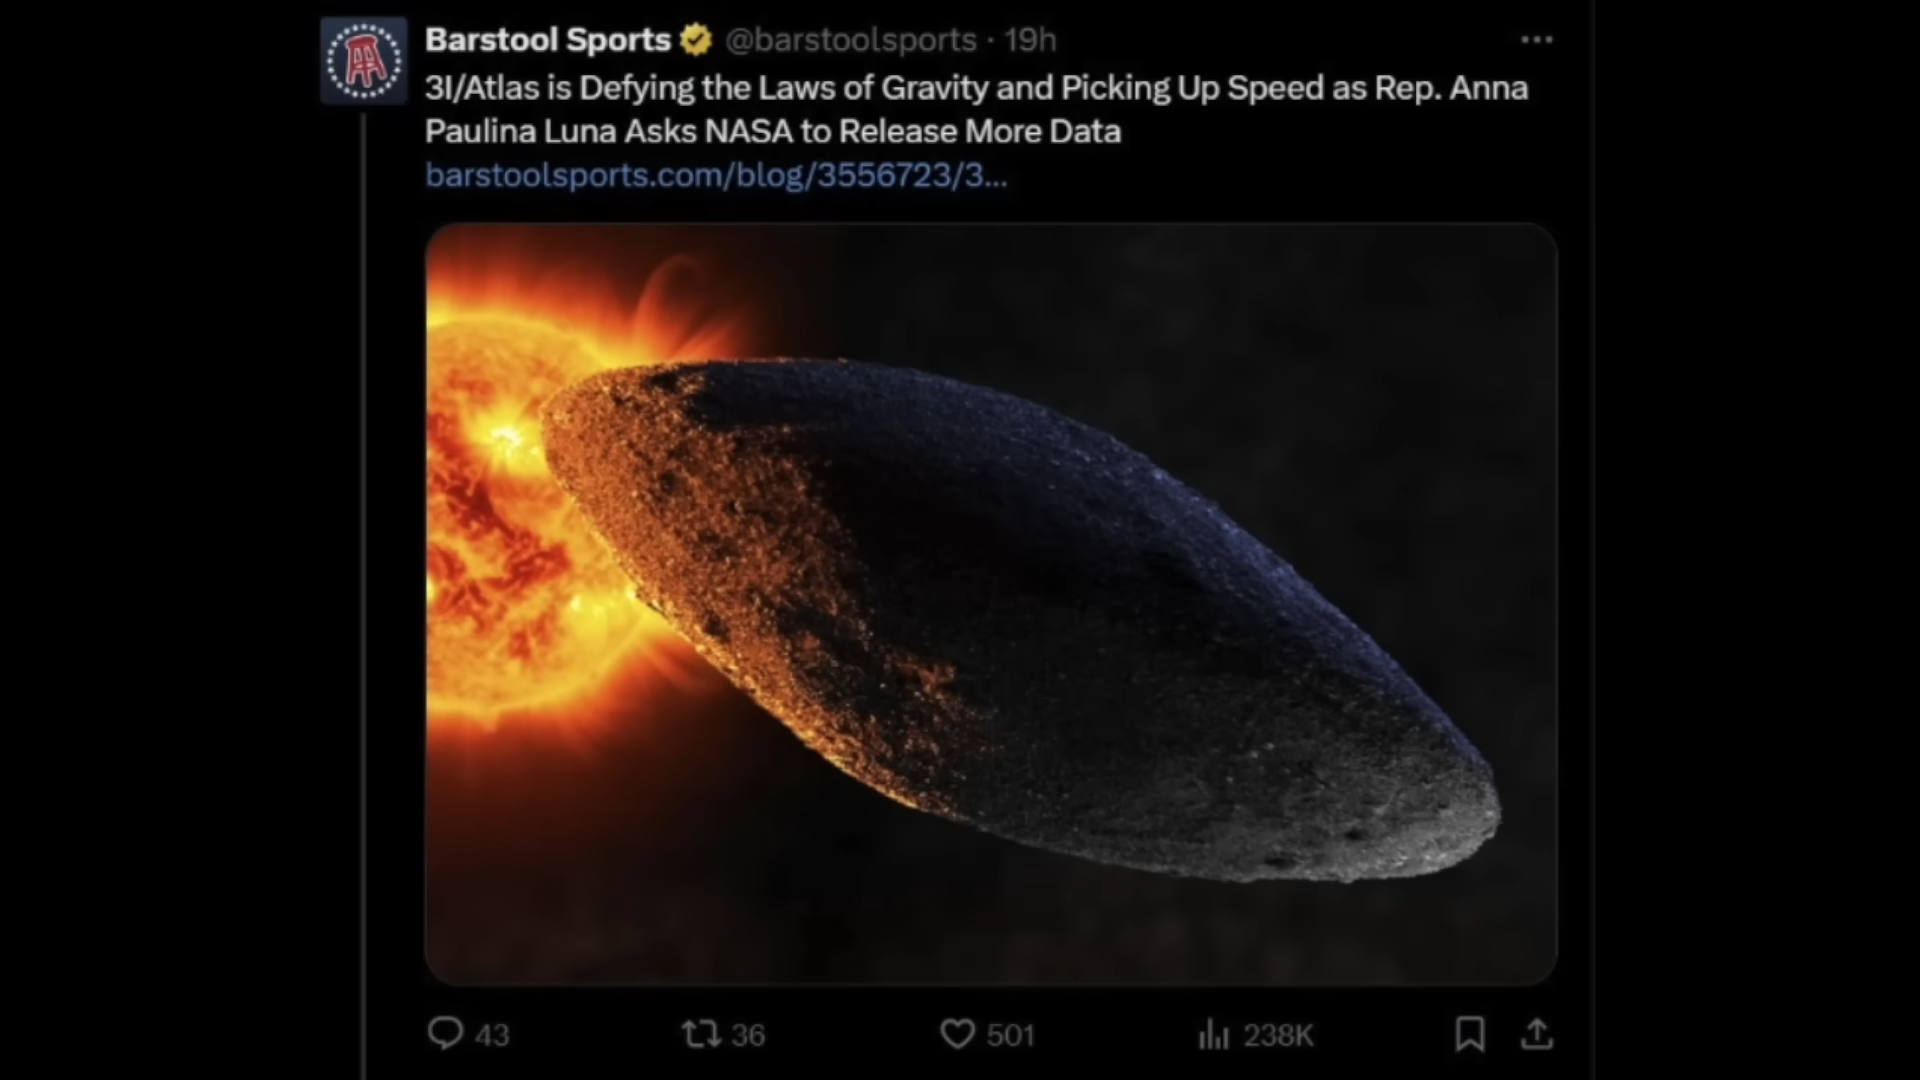 Barstool Sports @barstoolsports · 19h
3I/Atlas is Defying the Laws of Gravity and Picking Up Speed as Rep. Anna
Paulina Luna Asks NASA to Release More Data
barstoolsports.com/blog/3556723/3...
43 36 501 238K